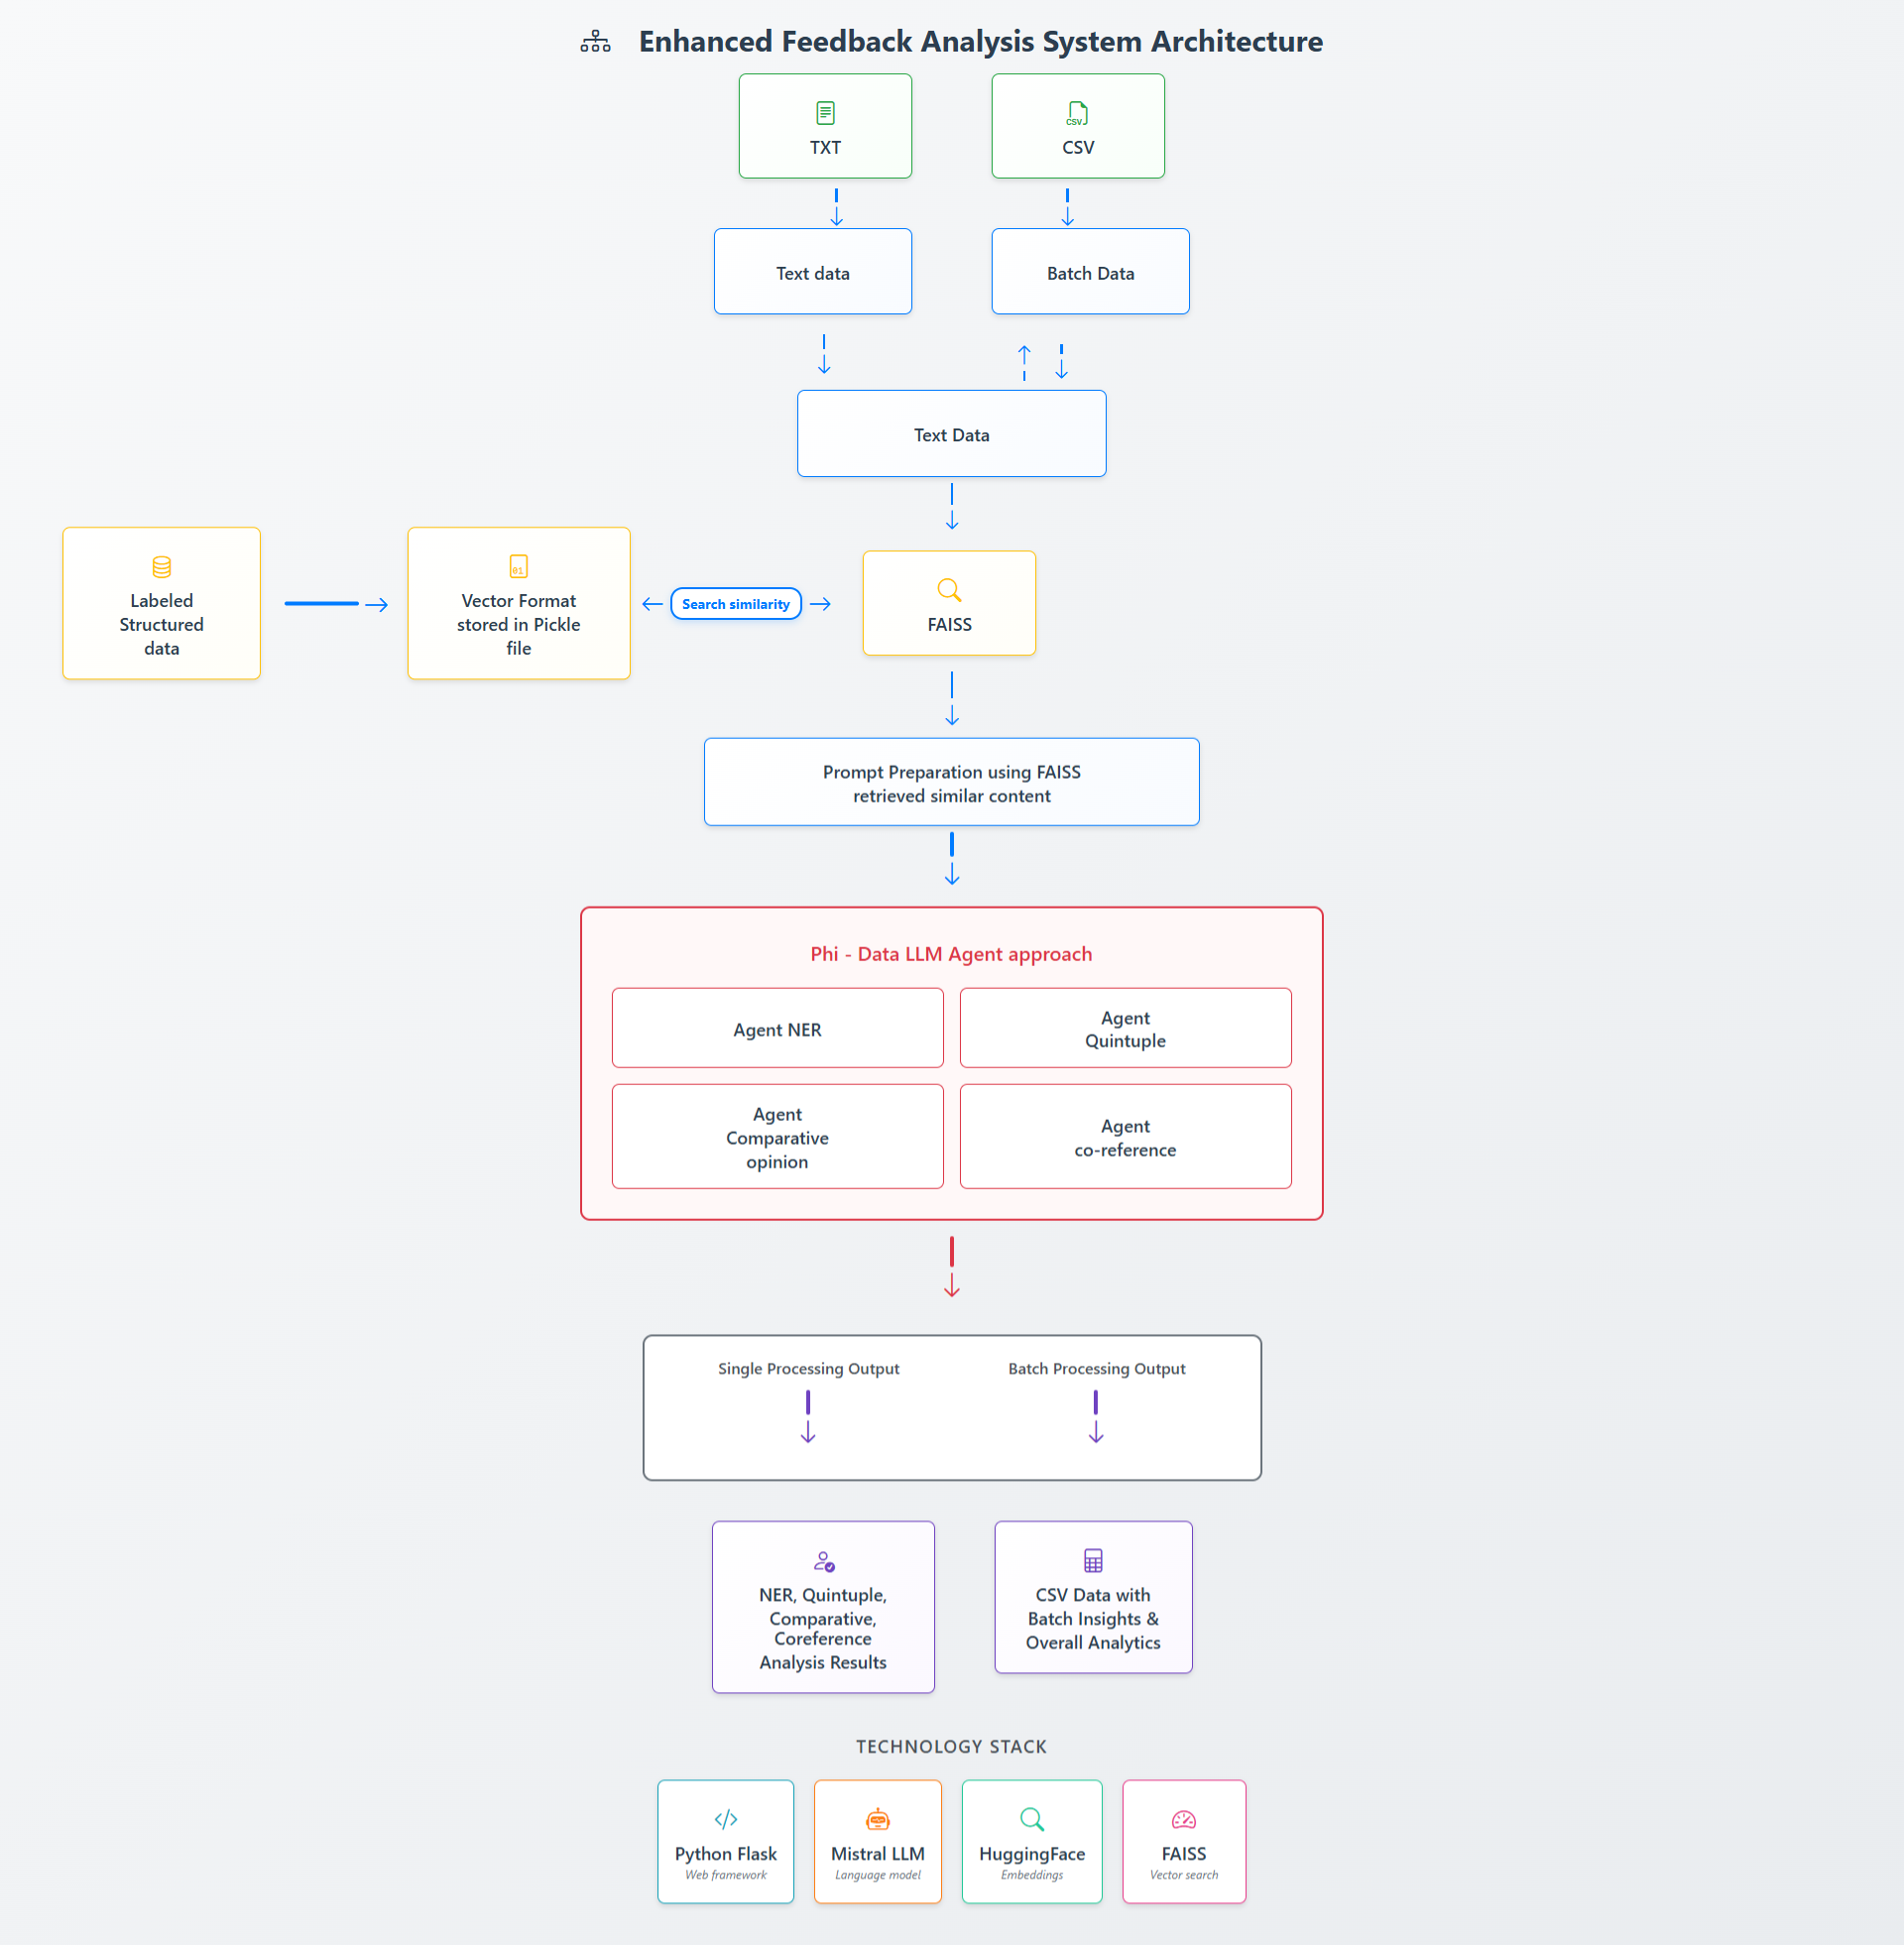 Enhanced Feedback Analysis System Architecture
TXT
CSV
CSV
Text data
Batch Data
Text Data
Labeled
Structured
data
01
Vector Format
stored in Pickle
file
Search similarity
FAISS
Prompt Preparation using FAISS
retrieved similar content
Phi - Data LLM Agent approach
Agent NER
Agent
Quintuple
Agent
Comparative
opinion
Agent
co-reference
Single Processing Output
Batch Processing Output
NER, Quintuple,
Comparative,
Coreference
Analysis Results
CSV Data with
Batch Insights &
Overall Analytics
TECHNOLOGY STACK
Python Flask
Web framework
Mistral LLM
Language model
HuggingFace
Embeddings
FAISS
Vector search